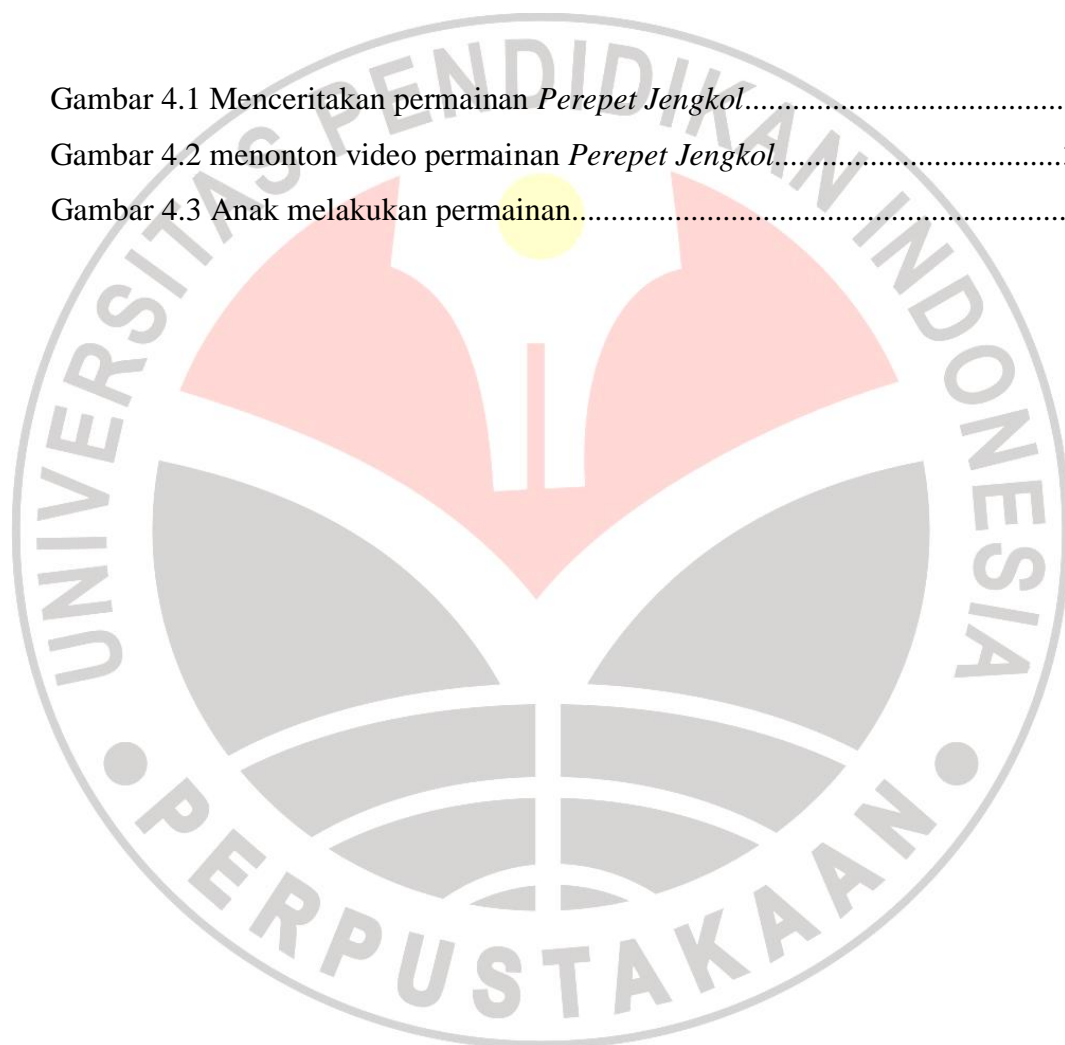 Gambar 4.1 Menceritakan permainan Perepet Jengkol...................................
Gambar 4.2 menonton video permainan Perepet Jengkol...............................
Gambar 4.3 Anak melakukan permainan.....................................................
UNIVERSITAS PENDIDIKAN INDONESIA
PERPUSTAKAAN